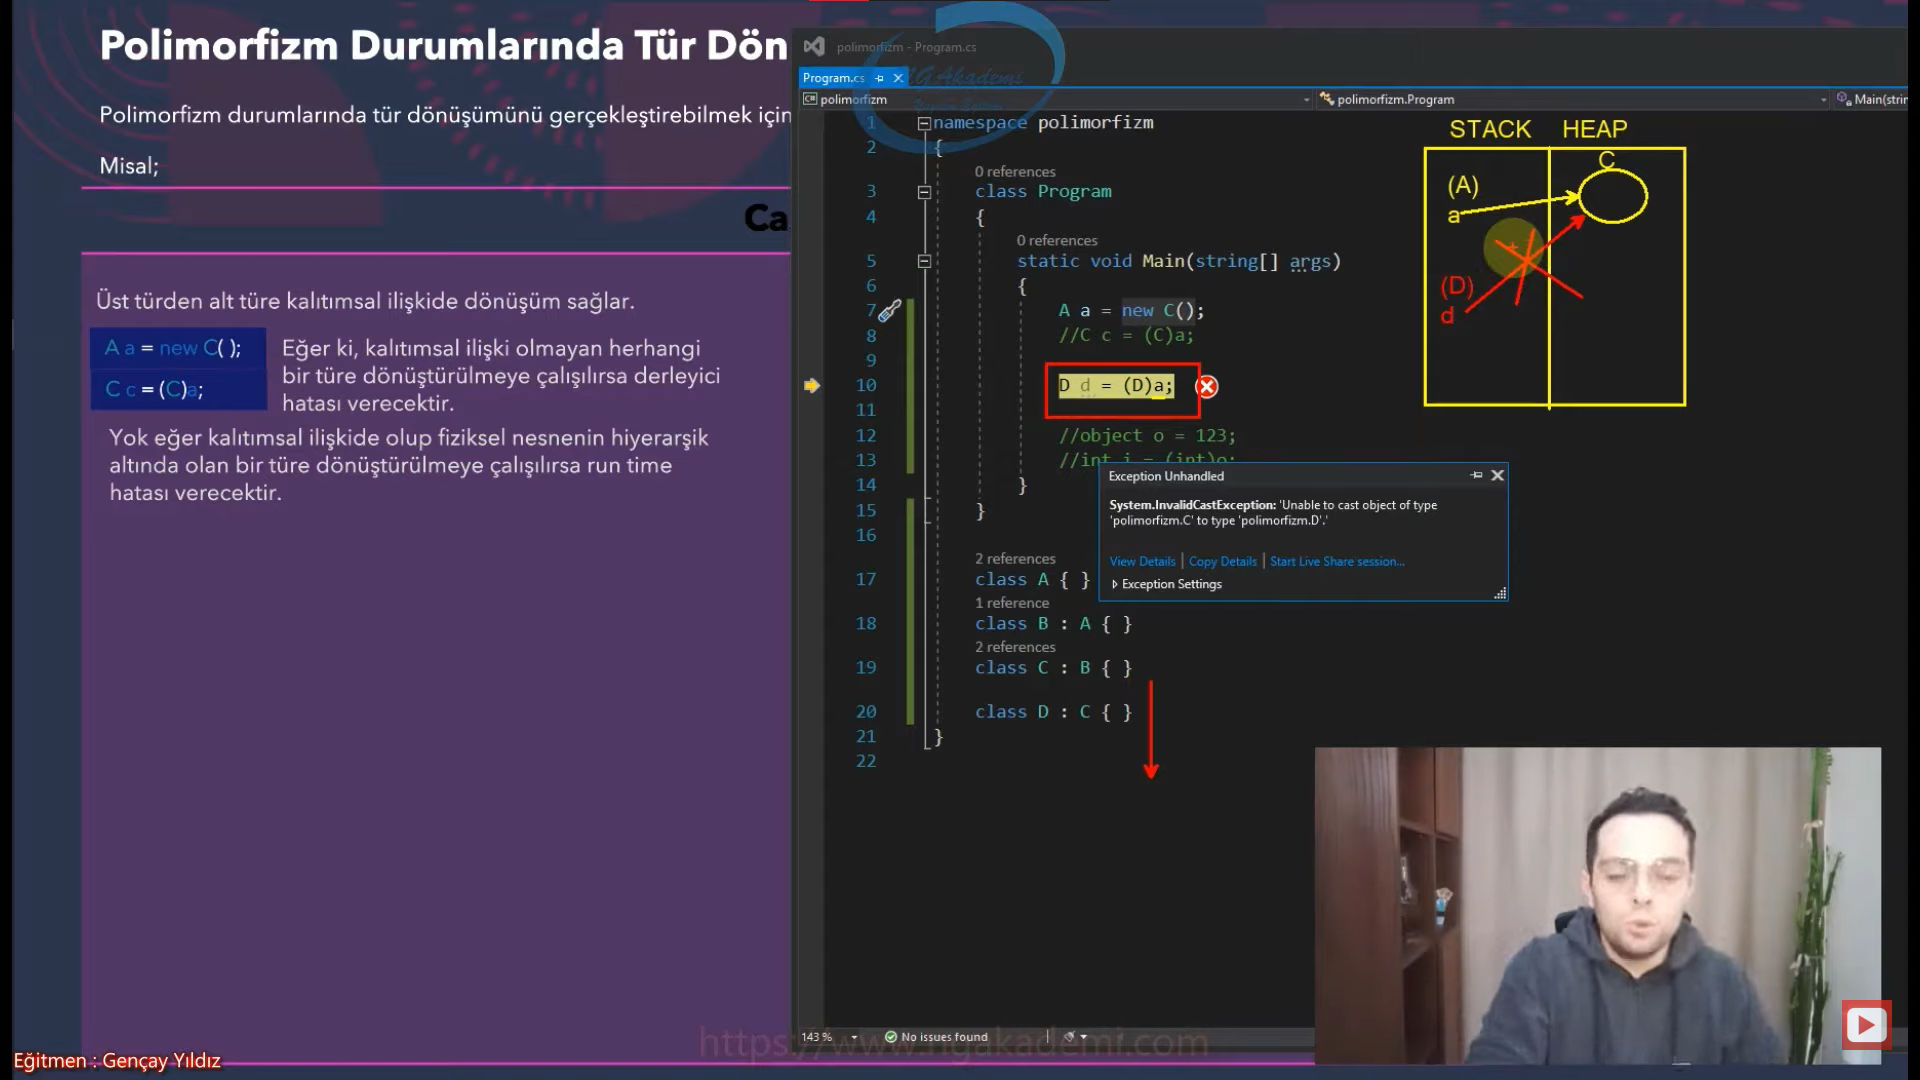 Polimorfizm Durumlarında Tür Dön
Polimorfizm durumlarında tür dönüşümünü gerçekleştirebilmek için
Misal;
Ca
Üst türden alt türe kalıtımsal ilişkide dönüşüm sağlar.
A a = new C( );
C c = (C)a;
Eğer ki, kalıtımsal ilişki olmayan herhangi
bir türe dönüştürülmeye çalışılırsa derleyici
hatası verecektir.
Yok eğer kalıtımsal ilişkide olup fiziksel nesnenin hiyerarşik
altında olan bir türe dönüştürülmeye çalışılırsa run time
hatası verecektir.
Eğitmen : Gençay Yıldız
polimorfizm - Program.cs
NGAkademi
Program.cs
polimorfizm
polimorfizm.Program
Main(strin
1 namespace polimorfizm
2 {
0 references
3 class Program
4 {
0 references
5 static void Main(string[] args)
6 {
7 A a = new C();
8 //C c = (C)a;
9
10 D d = (D)a;
11
12 //object o = 123;
13 //int i = (int)o;
14 }
15 }
16
2 references
17 class A { }
1 reference
18 class B : A { }
2 references
19 class C : B { }
20 class D : C { }
21 }
22
Exception Unhandled
System.InvalidCastException: 'Unable to cast object of type
'polimorfizm.C' to type 'polimorfizm.D'.'
View Details | Copy Details | Start Live Share session...
Exception Settings
STACK HEAP
C
(A)
a
(D)
d
143 %
No issues found
https://www.ngakademi.com